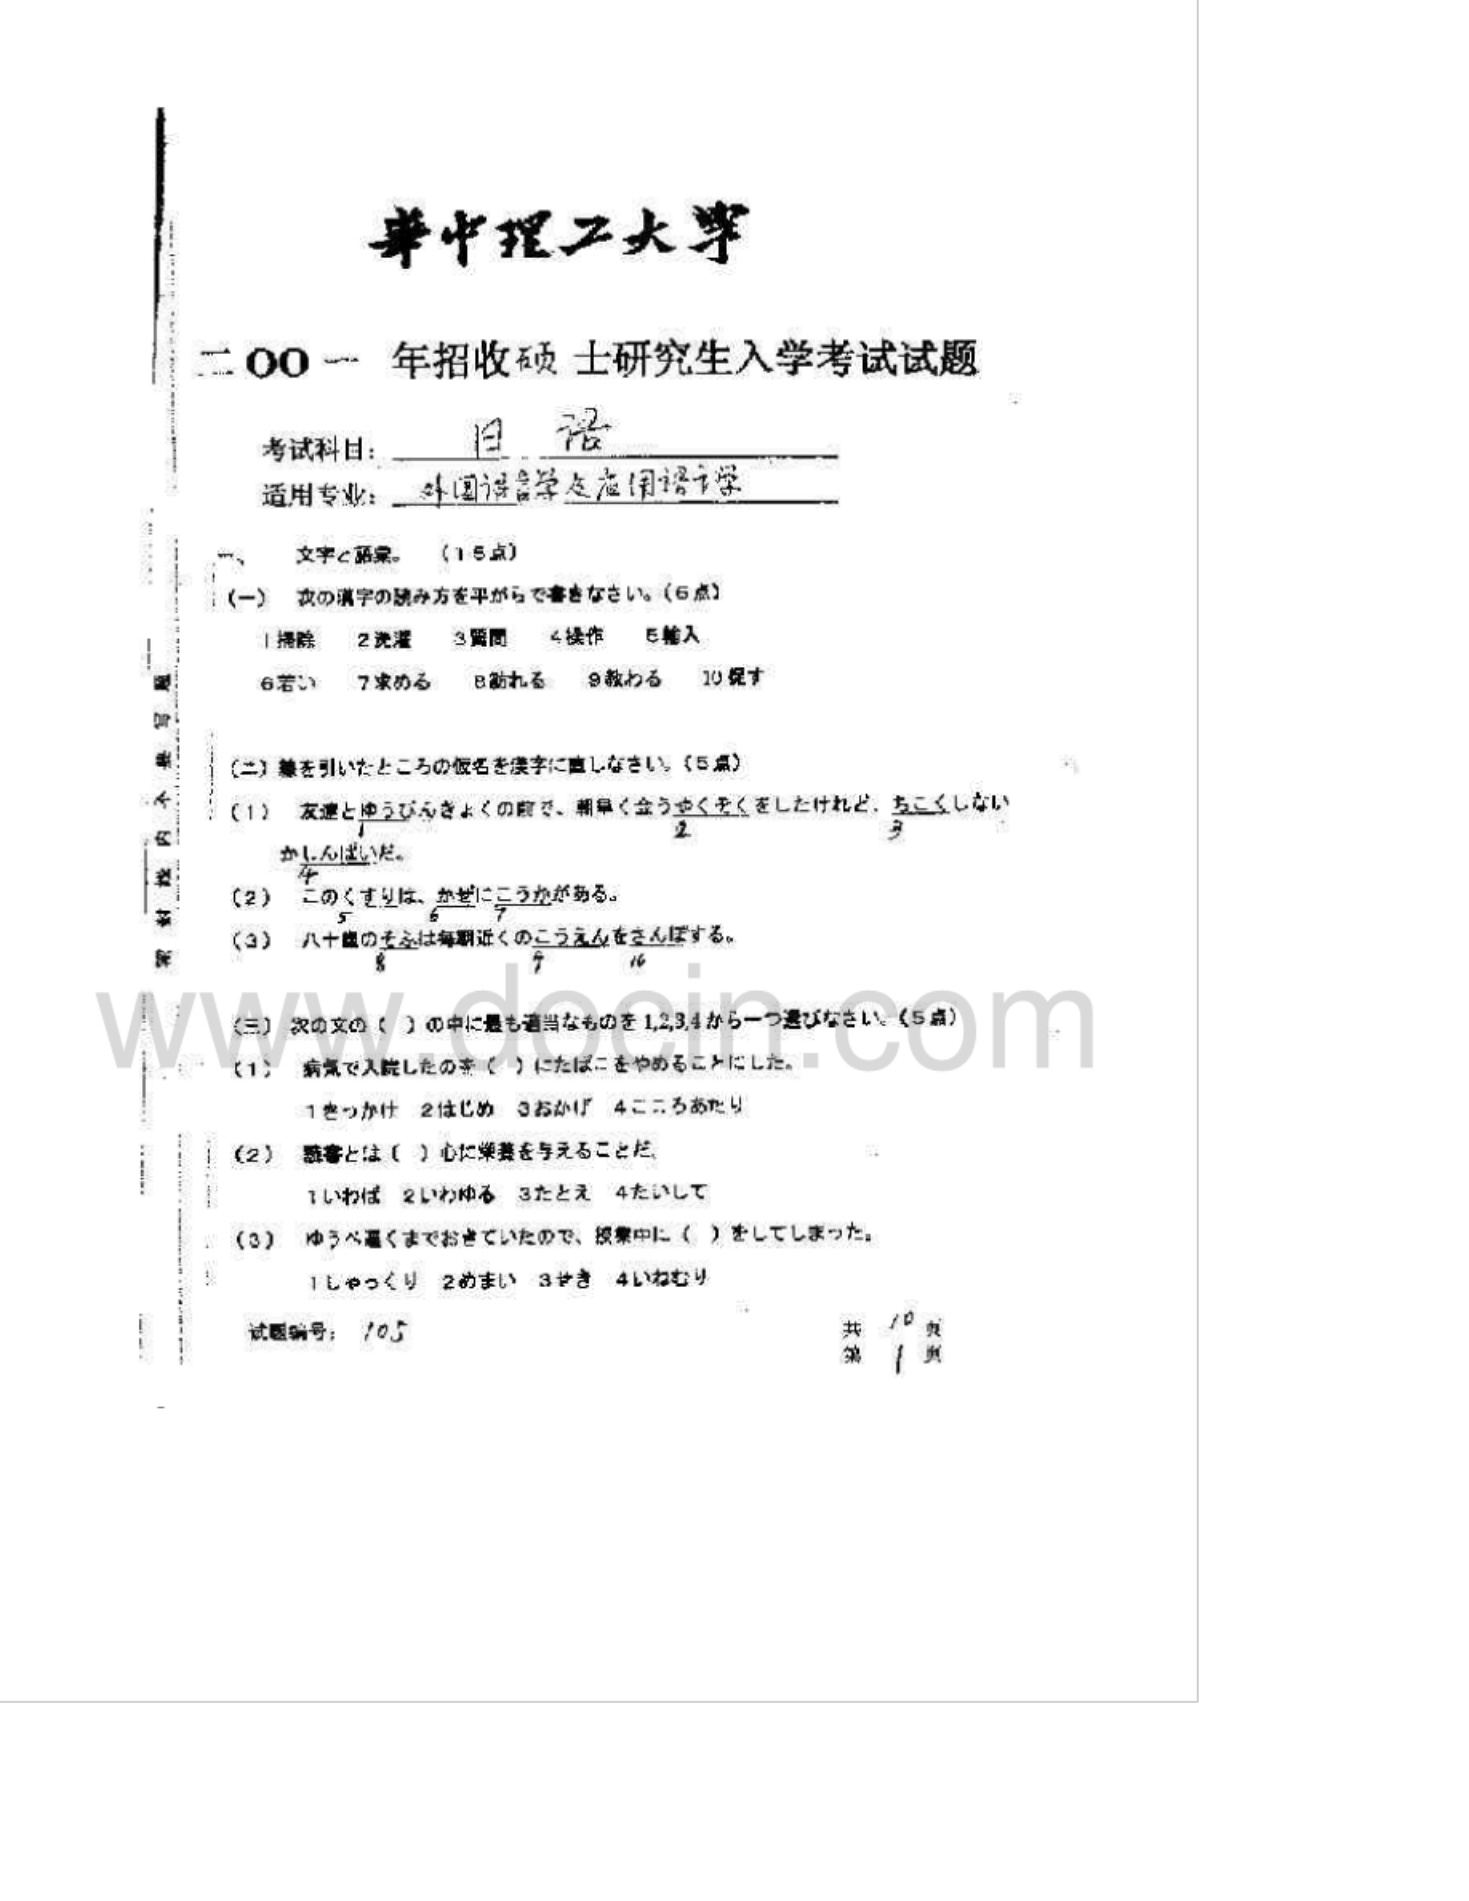 華中理工大学
二00一 年招收硕 士研究生入学考试试题
考试科目: 日 语
适用专业: 外国语言学及应用语言学
一、 文字と語彙。 (15点)
(一) 次の漢字の読み方を平がらで書きなさい。(6点)
1掃除 2洗濯 3質問 4操作 5輸入
6若い 7求める 8訪れる 9教わる 10促す
(二) 線を引いたところの仮名を漢字に直しなさい。(5点)
(1) 友達とゆうびんきょくの前で、朝早く会うやくそくをしたけれど、ちこくしない
1 2 3
かしんぱいだ。
4
(2) このくすりは、かぜにこうかがある。
5 6 7
(3) 八十歳のそふは毎朝近くのこうえんをさんぽする。
8 9 10
(三) 次の文の( )の中に最も適当なものを1,2,3,4から一つ選びなさい。(5点)
(1) 病気で入院したのを( )にたばこをやめることにした。
1きっかけ 2はじめ 3おかげ 4こころあたり
(2) 読書とは( )心に栄養を与えることだ。
1いわば 2いわゆる 3たとえ 4たいして
(3) ゆうべ遅くまでおきていたので、授業中に( )をしてしまった。
1しゃっくり 2めまい 3せき 4いねむり
试题编号: 105
共 10 页
第 1 页
密封线内不要写题
www.docin.com